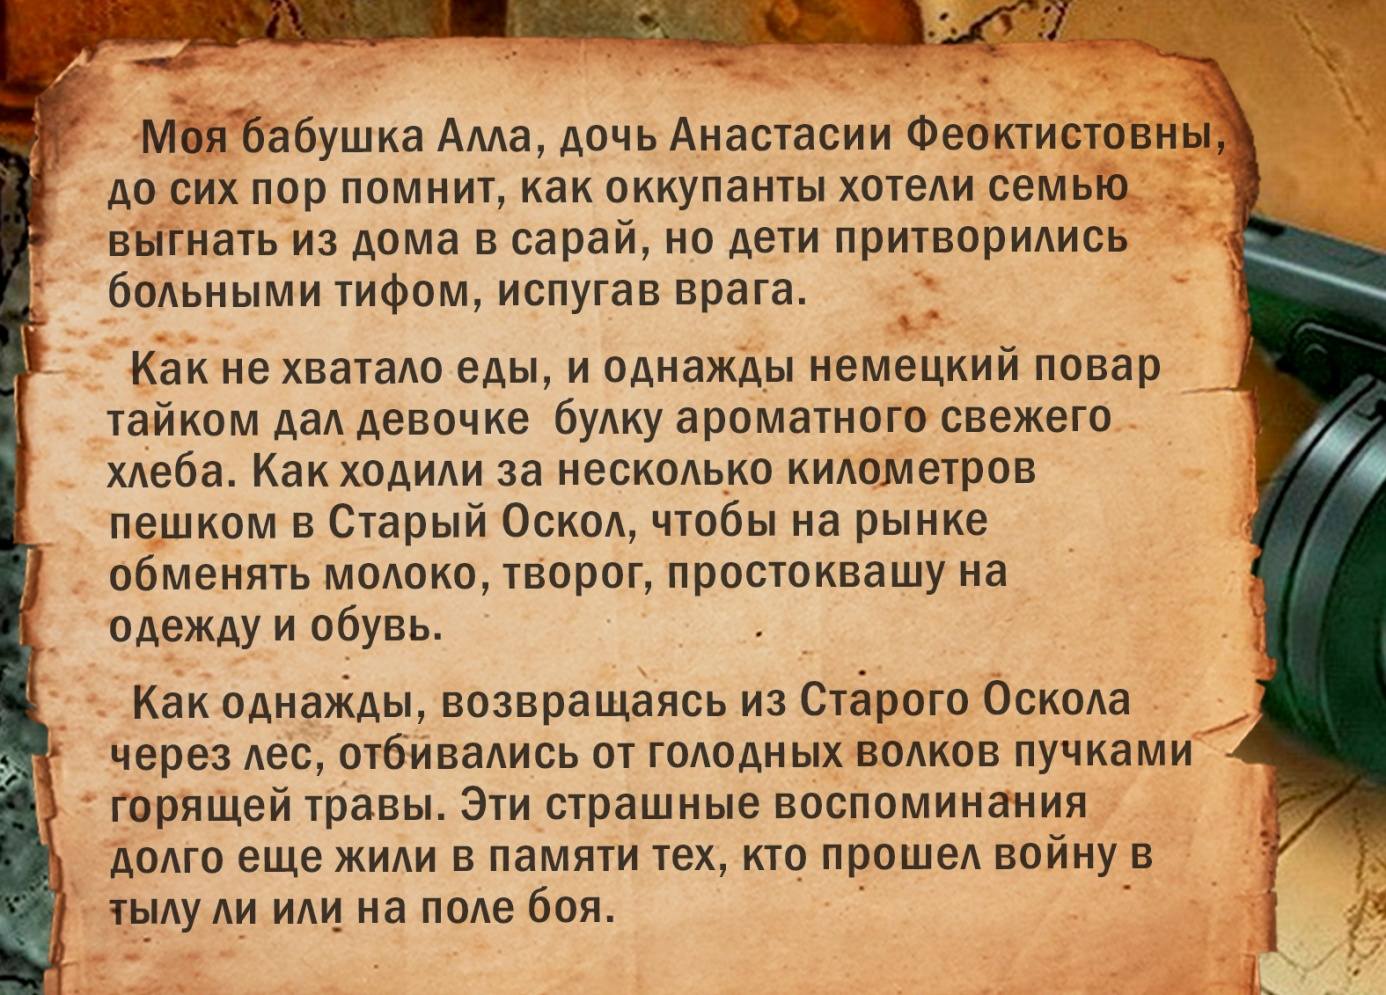 Моя бабушка Алла, дочь Анастасии Феоктистовны,
до сих пор помнит, как оккупанты хотели семью
выгнать из дома в сарай, но дети притворились
больными тифом, испугав врага.
Как не хватало еды, и однажды немецкий повар
тайком дал девочке булку ароматного свежего
хлеба. Как ходили за несколько километров
пешком в Старый Оскол, чтобы на рынке
обменять молоко, творог, простоквашу на
одежду и обувь.
Как однажды, возвращаясь из Старого Оскола
через лес, отбивались от голодных волков пучками
горящей травы. Эти страшные воспоминания
долго еще жили в памяти тех, кто прошел войну в
тылу ли или на поле боя.